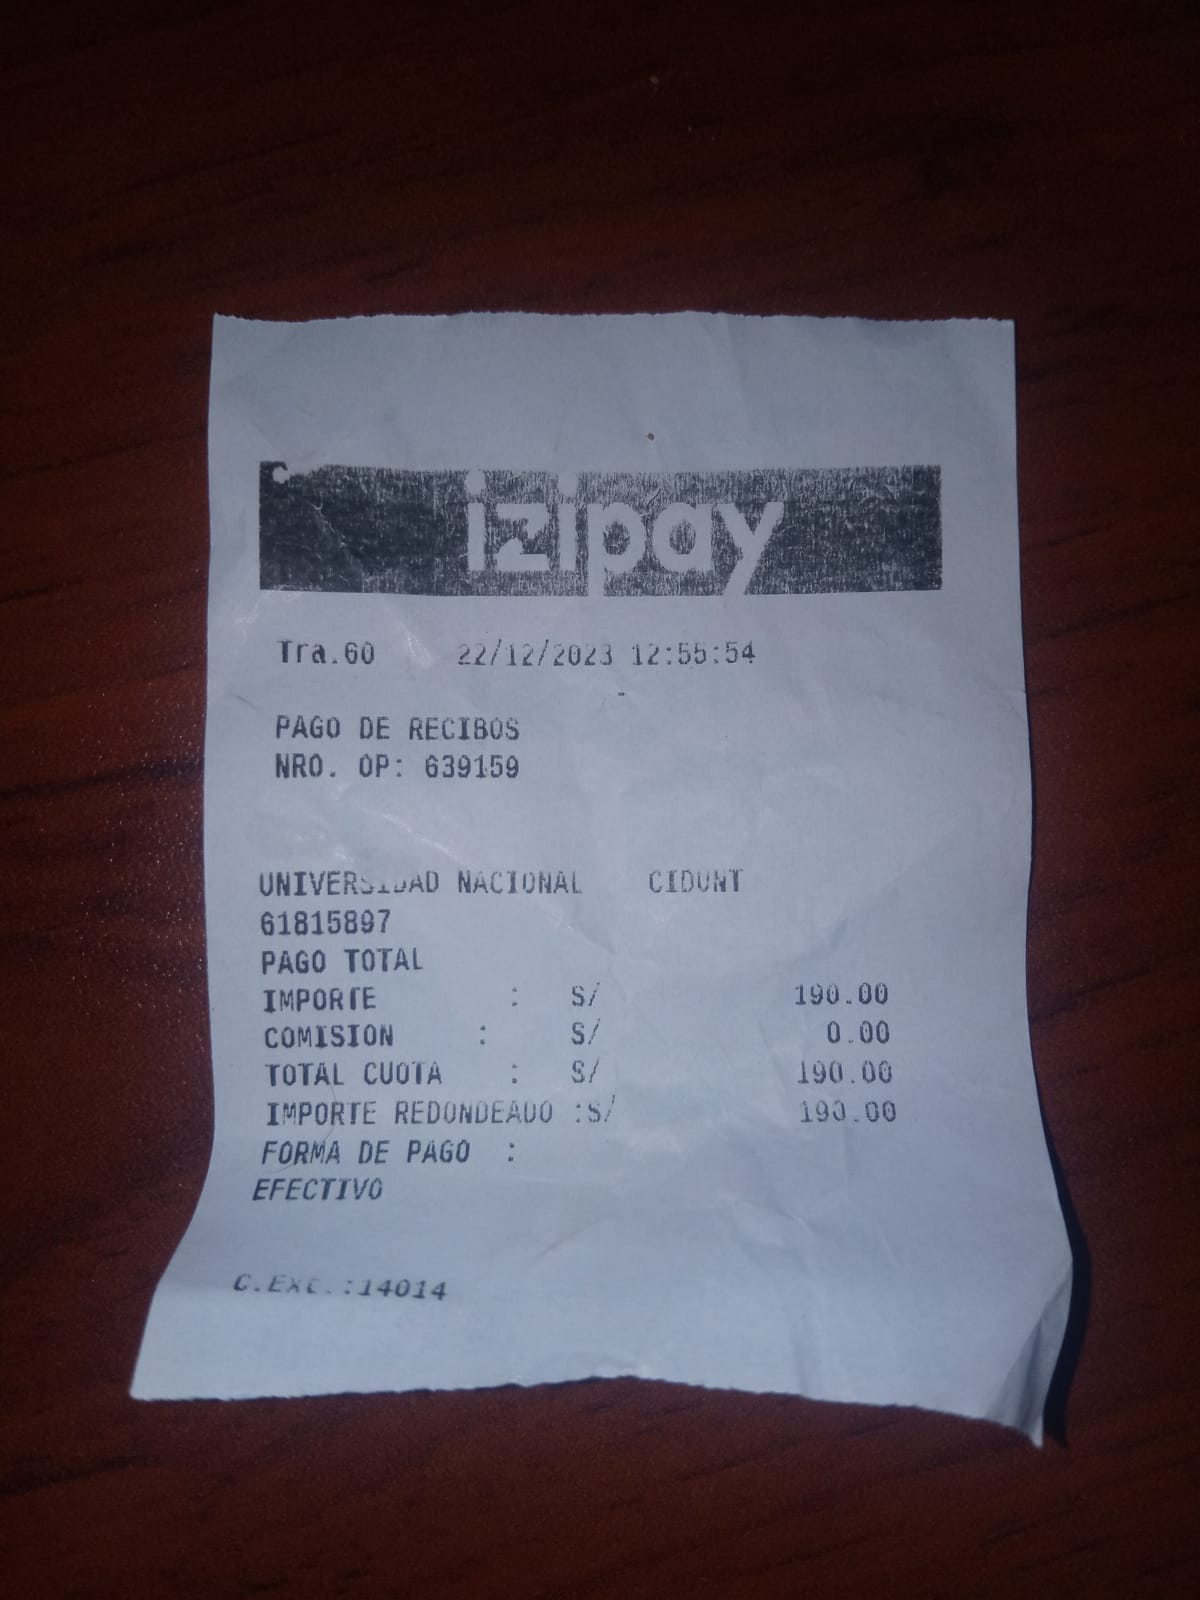 izipay
Tra.60 22/12/2023 12:55:54
PAGO DE RECIBOS
NRO. OP: 639159
UNIVERSIDAD NACIONAL CIDUNT
61815897
PAGO TOTAL
IMPORTE : S/ 190.00
COMISION : S/ 0.00
TOTAL CUOTA : S/ 190.00
IMPORTE REDONDEADO :S/ 190.00
FORMA DE PAGO :
EFECTIVO
C.EXT.:14014